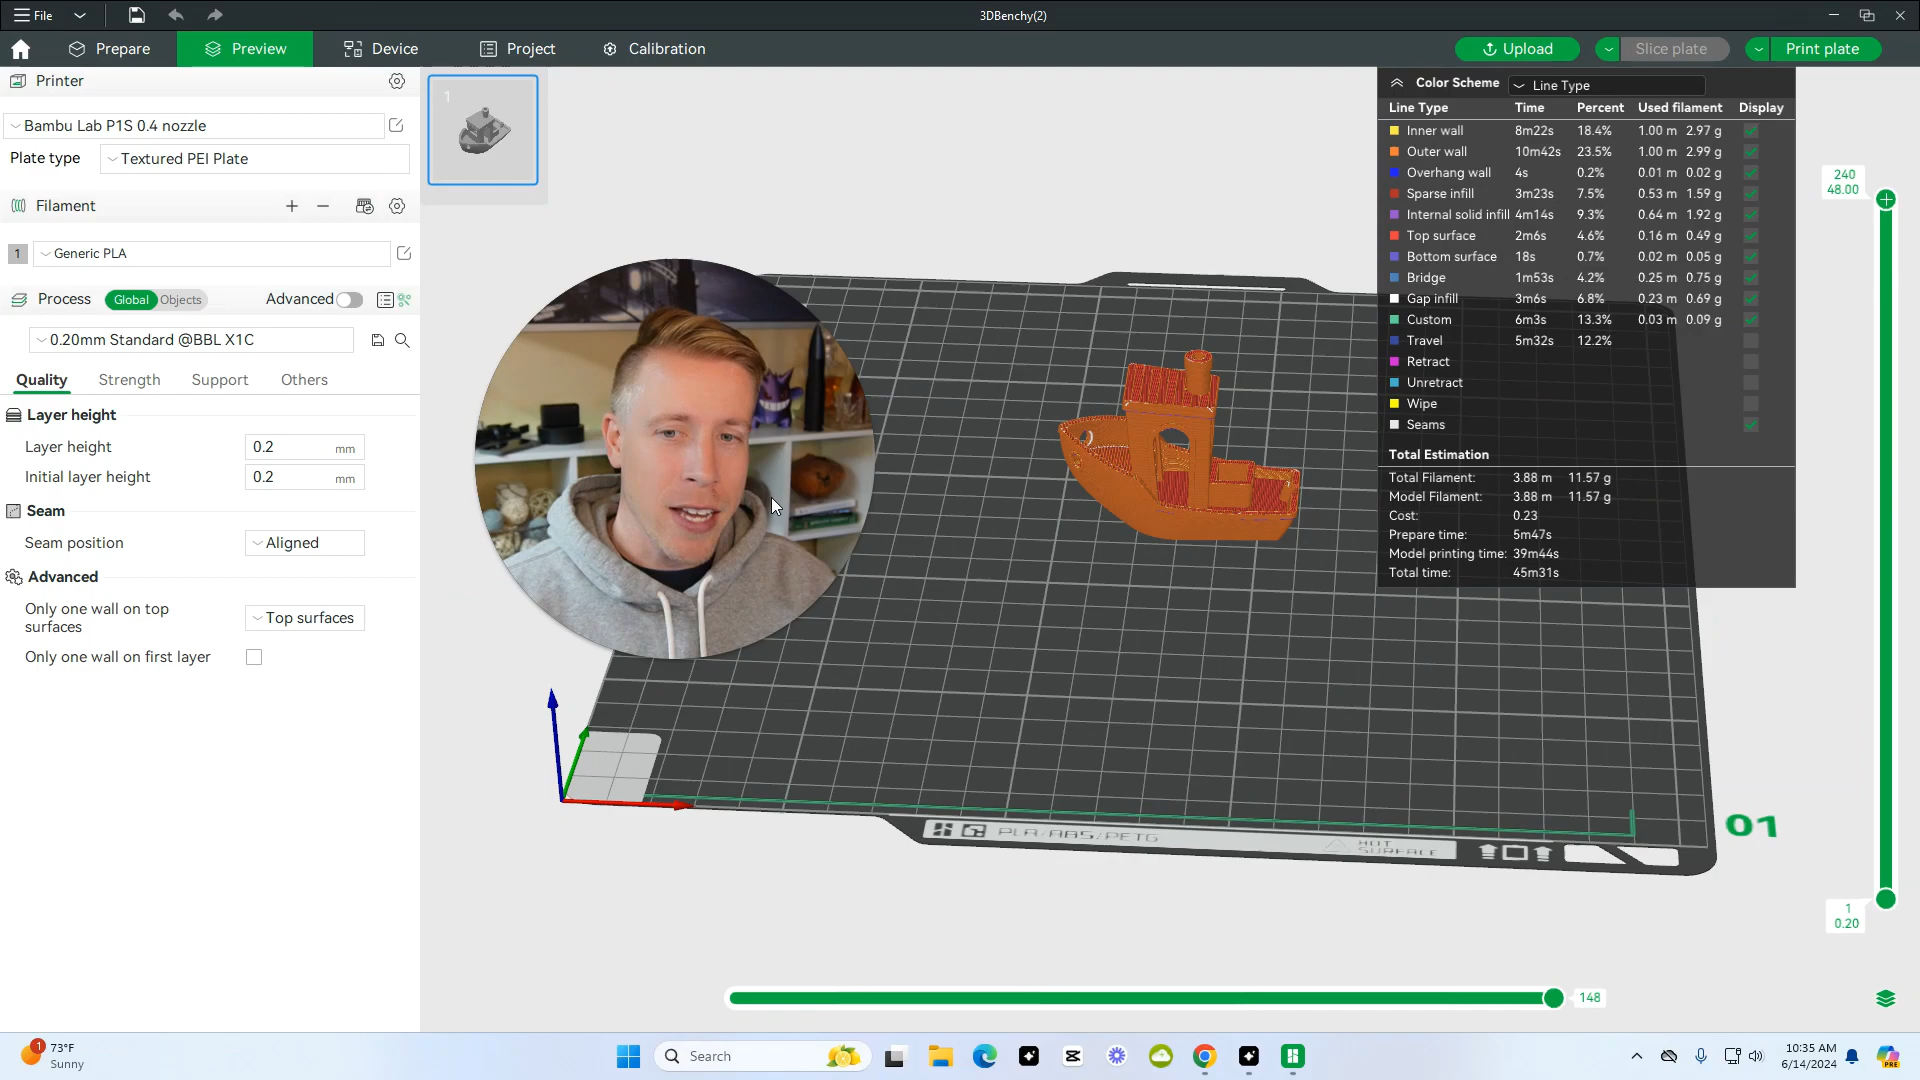 File
3DBenchy(2)
Prepare
Preview
Device
Project
Calibration
Upload
Slice plate
Print plate
Printer
Bambu Lab P1S 0.4 nozzle
Plate type
Textured PEI Plate
Filament
1
Generic PLA
Process
Global
Objects
Advanced
0.20mm Standard @BBL X1C
Quality
Strength
Support
Others
Layer height
Layer height
0.2
mm
Initial layer height
0.2
mm
Seam
Seam position
Aligned
Advanced
Only one wall on top
surfaces
Top surfaces
Only one wall on first layer
1
Color Scheme
Line Type
Line Type Time Percent Used filament Display
Inner wall 8m22s 18.4% 1.00 m 2.97 g
Outer wall 10m42s 23.5% 1.00 m 2.99 g
Overhang wall 4s 0.2% 0.01 m 0.02 g
Sparse infill 3m23s 7.5% 0.53 m 1.59 g
Internal solid infill 4m14s 9.3% 0.64 m 1.92 g
Top surface 2m6s 4.6% 0.16 m 0.49 g
Bottom surface 18s 0.7% 0.02 m 0.05 g
Bridge 1m53s 4.2% 0.25 m 0.75 g
Gap infill 3m6s 6.8% 0.23 m 0.69 g
Custom 6m3s 13.3% 0.03 m 0.09 g
Travel 5m32s 12.2%
Retract
Unretract
Wipe
Seams
Total Estimation
Total Filament: 3.88 m 11.57 g
Model Filament: 3.88 m 11.57 g
Cost: 0.23
Prepare time: 5m47s
Model printing time: 39m44s
Total time: 45m31s
240
48.00
1
0.20
PLA/ABS/PETG
HOT
SURFACE
01
148
1
73°F
Sunny
Search
10:35 AM
6/14/2024
PRE